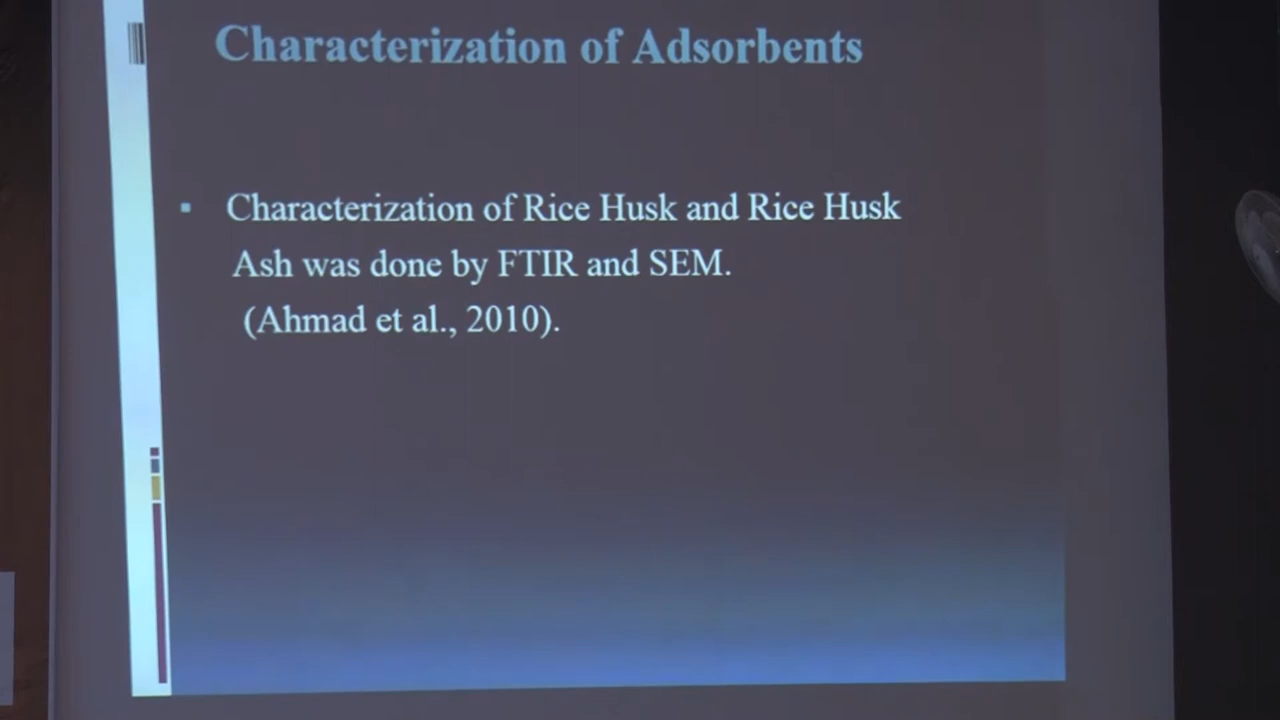 Characterization of Adsorbents
▪ Characterization of Rice Husk and Rice Husk
Ash was done by FTIR and SEM.
(Ahmad et al., 2010).